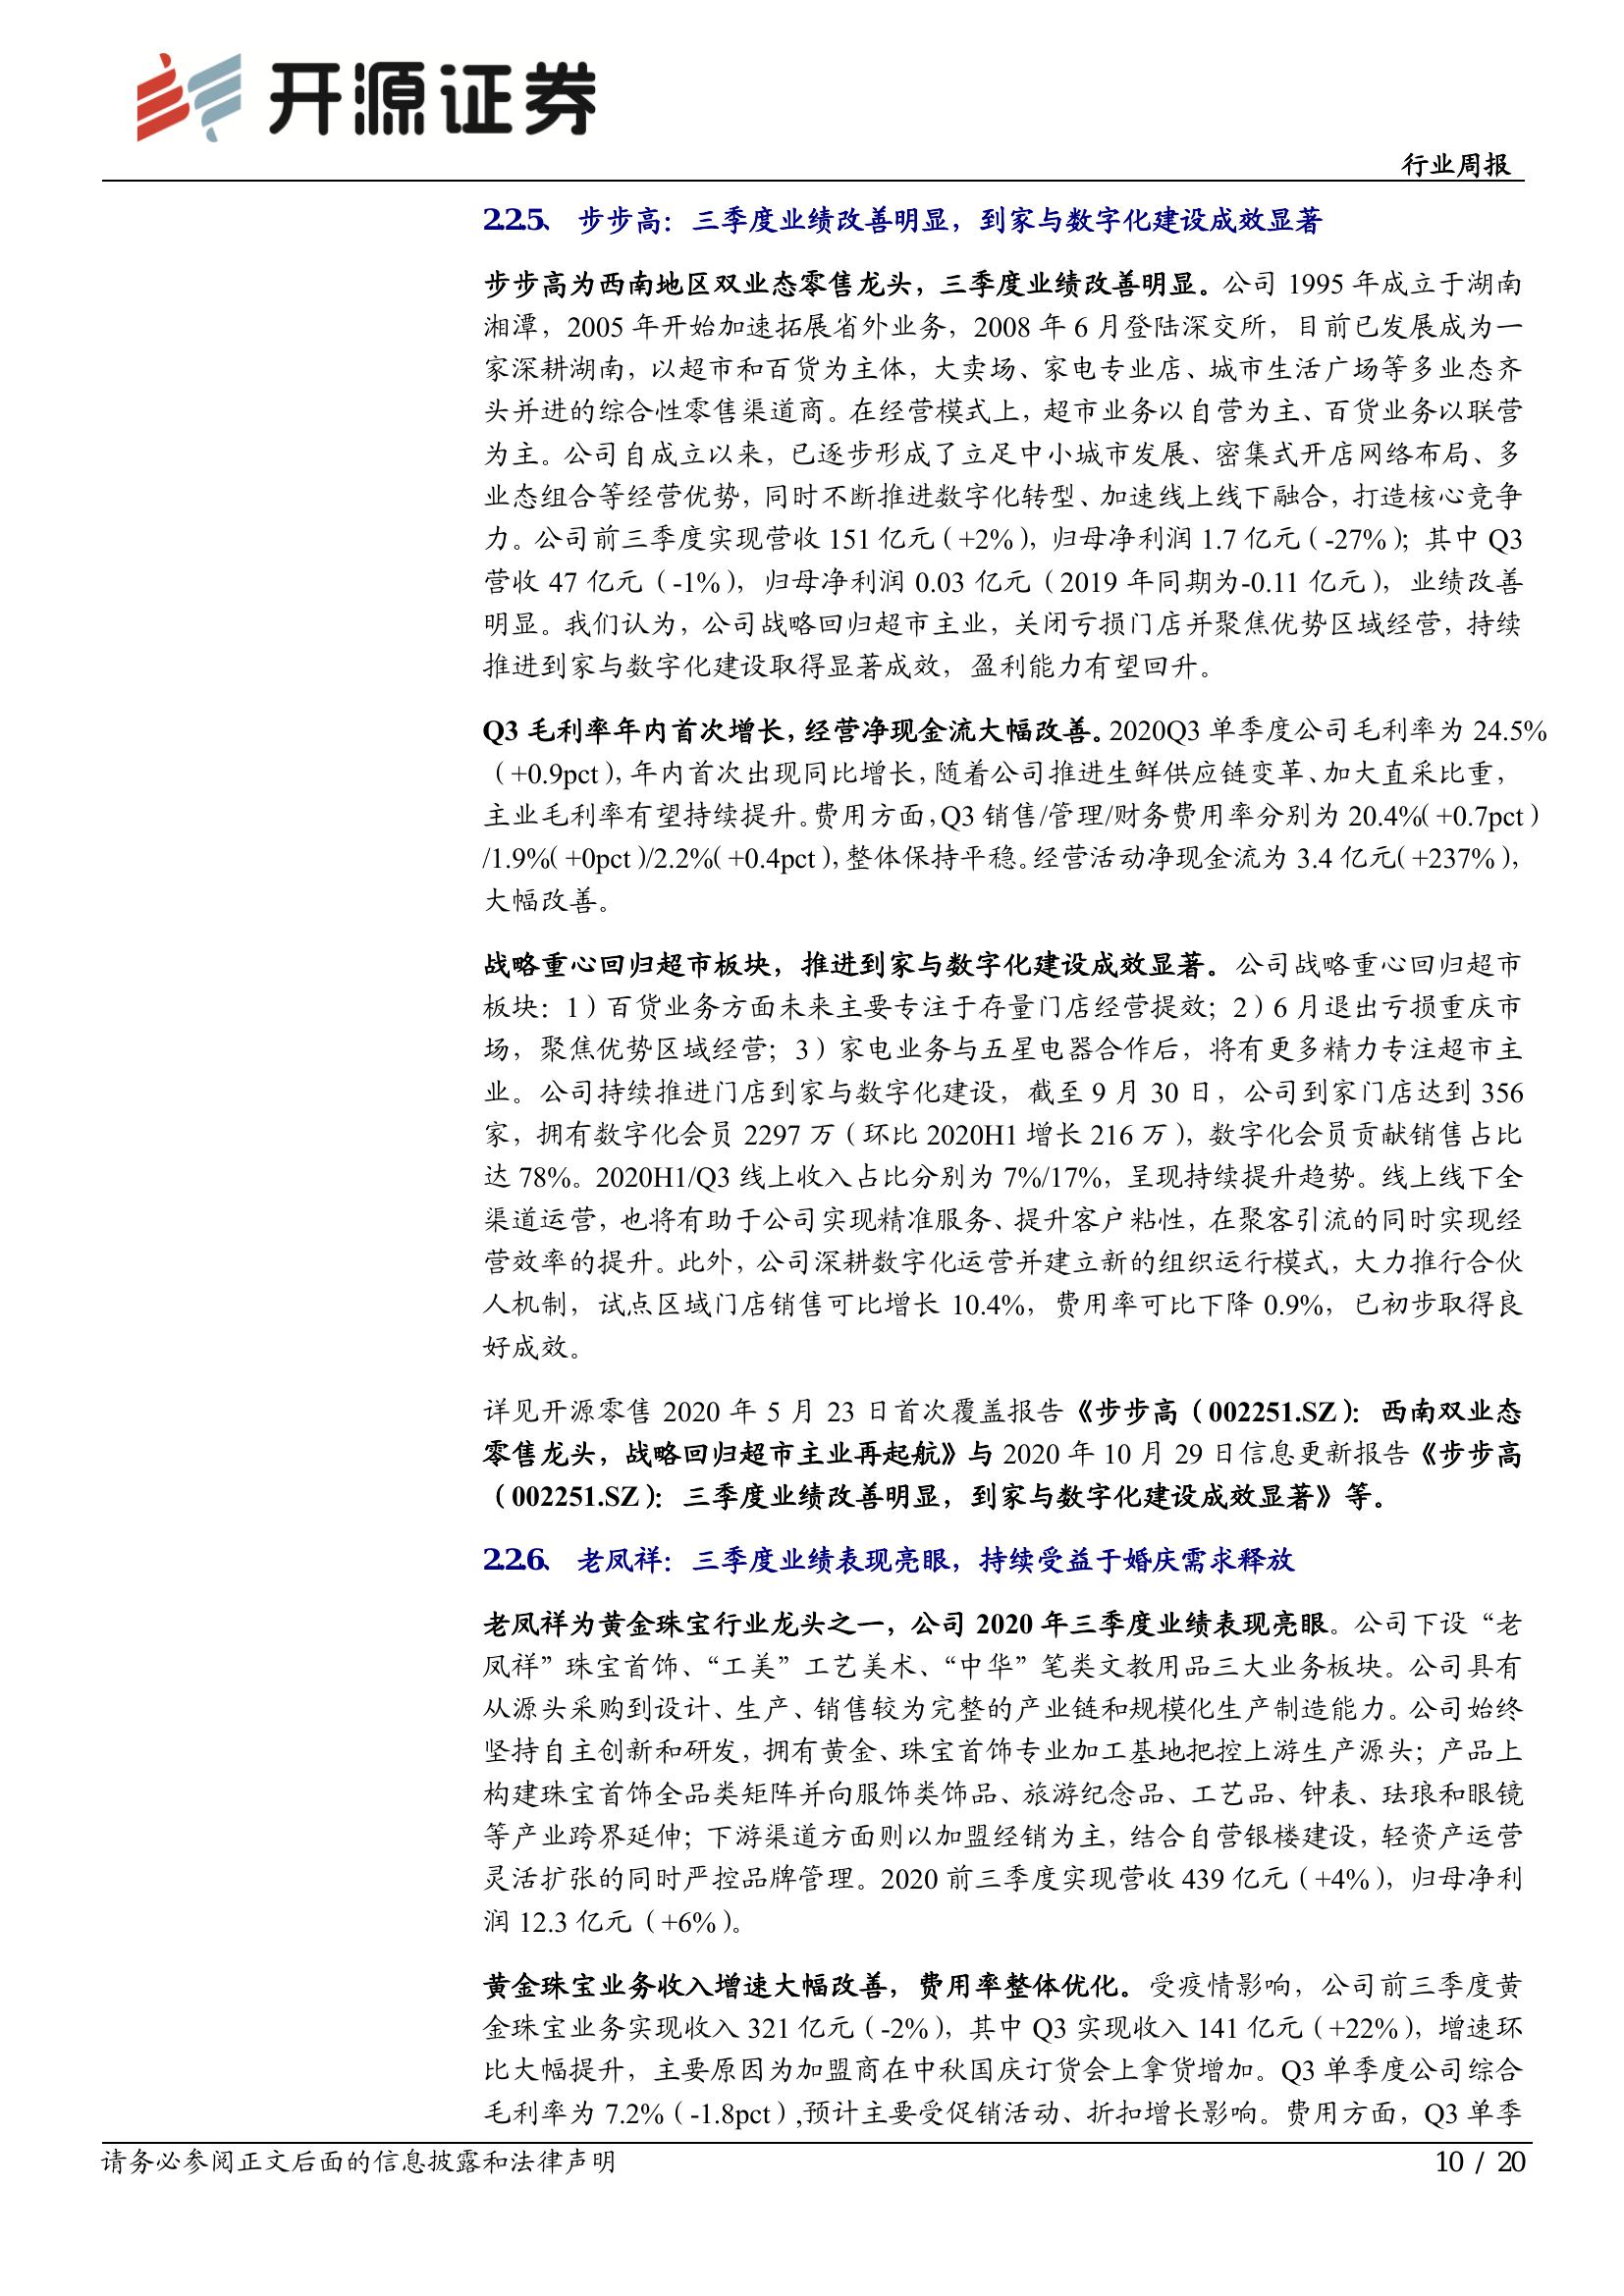 开源证券
行业周报
2.2.5、 步步高：三季度业绩改善明显，到家与数字化建设成效显著
步步高为西南地区双业态零售龙头，三季度业绩改善明显。公司 1995 年成立于湖南
湘潭，2005 年开始加速拓展省外业务，2008 年 6 月登陆深交所，目前已发展成为一
家深耕湖南，以超市和百货为主体，大卖场、家电专业店、城市生活广场等多业态齐
头并进的综合性零售渠道商。在经营模式上，超市业务以自营为主、百货业务以联营
为主。公司自成立以来，已逐步形成了立足中小城市发展、密集式开店网络布局、多
业态组合等经营优势，同时不断推进数字化转型、加速线上线下融合，打造核心竞争
力。公司前三季度实现营收 151 亿元（+2%），归母净利润 1.7 亿元（-27%）；其中 Q3
营收 47 亿元（-1%），归母净利润 0.03 亿元（2019 年同期为-0.11 亿元），业绩改善
明显。我们认为，公司战略回归超市主业，关闭亏损门店并聚焦优势区域经营，持续
推进到家与数字化建设取得显著成效，盈利能力有望回升。
Q3 毛利率年内首次增长，经营净现金流大幅改善。2020Q3 单季度公司毛利率为 24.5%
（+0.9pct），年内首次出现同比增长，随着公司推进生鲜供应链变革、加大直采比重，
主业毛利率有望持续提升。费用方面，Q3 销售/管理/财务费用率分别为 20.4%（+0.7pct）
/1.9%（+0pct）/2.2%（+0.4pct），整体保持平稳。经营活动净现金流为 3.4 亿元（+237%），
大幅改善。
战略重心回归超市板块，推进到家与数字化建设成效显著。公司战略重心回归超市
板块：1）百货业务方面未来主要专注于存量门店经营提效；2）6 月退出亏损重庆市
场，聚焦优势区域经营；3）家电业务与五星电器合作后，将有更多精力专注超市主
业。公司持续推进门店到家与数字化建设，截至 9 月 30 日，公司到家门店达到 356
家，拥有数字化会员 2297 万（环比 2020H1 增长 216 万），数字化会员贡献销售占比
达 78%。2020H1/Q3 线上收入占比分别为 7%/17%，呈现持续提升趋势。线上线下全
渠道运营，也将有助于公司实现精准服务、提升客户粘性，在聚客引流的同时实现经
营效率的提升。此外，公司深耕数字化运营并建立新的组织运行模式，大力推行合伙
人机制，试点区域门店销售可比增长 10.4%，费用率可比下降 0.9%，已初步取得良
好成效。
详见开源零售 2020 年 5 月 23 日首次覆盖报告《步步高（002251.SZ）：西南双业态
零售龙头，战略回归超市主业再起航》与 2020 年 10 月 29 日信息更新报告《步步高
（002251.SZ）：三季度业绩改善明显，到家与数字化建设成效显著》等。
2.2.6、 老凤祥：三季度业绩表现亮眼，持续受益于婚庆需求释放
老凤祥为黄金珠宝行业龙头之一，公司 2020 年三季度业绩表现亮眼。公司下设“老
凤祥”珠宝首饰、“工美”工艺美术、“中华”笔类文教用品三大业务板块。公司具有
从源头采购到设计、生产、销售较为完整的产业链和规模化生产制造能力。公司始终
坚持自主创新和研发，拥有黄金、珠宝首饰专业加工基地把控上游生产源头；产品上
构建珠宝首饰全品类矩阵并向服饰类饰品、旅游纪念品、工艺品、钟表、珐琅和眼镜
等产业跨界延伸；下游渠道方面则以加盟经销为主，结合自营银楼建设，轻资产运营
灵活扩张的同时严控品牌管理。2020 前三季度实现营收 439 亿元（+4%），归母净利
润 12.3 亿元（+6%）。
黄金珠宝业务收入增速大幅改善，费用率整体优化。受疫情影响，公司前三季度黄
金珠宝业务实现收入 321 亿元（-2%），其中 Q3 实现收入 141 亿元（+22%），增速环
比大幅提升，主要原因为加盟商在中秋国庆订货会上拿货增加。Q3 单季度公司综合
毛利率为 7.2%（-1.8pct）,预计主要受促销活动、折扣增长影响。费用方面，Q3 单季
请务必参阅正文后面的信息披露和法律声明
10 / 20